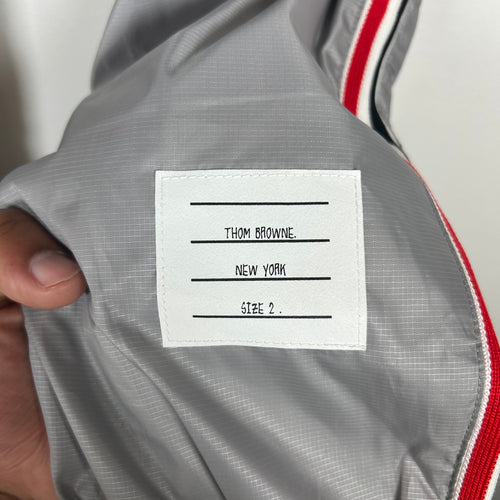 THOM BROWNE.
NEW YORK
SIZE 2 .